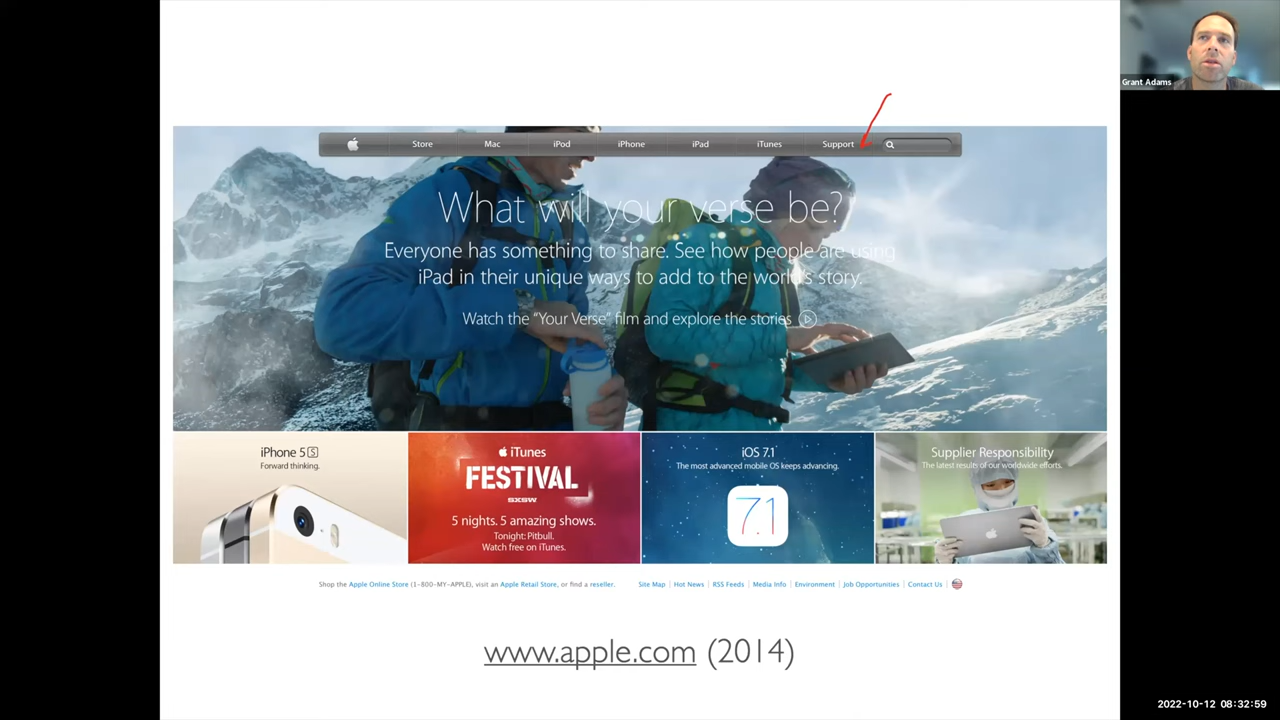 Grant Adams
Store Mac iPod iPhone iPad iTunes Support
What will your verse be?
Everyone has something to share. See how people are using
iPad in their unique ways to add to the world's story.
Watch the “Your Verse” film and explore the stories
iPhone 5S
Forward thinking.
iTunes
FESTIVAL
SXSW
5 nights. 5 amazing shows.
Tonight: Pitbull.
Watch free on iTunes.
iOS 7.1
The most advanced mobile OS keeps advancing.
7.1
Supplier Responsibility
The latest results of our worldwide efforts.
Shop the Apple Online Store (1-800-MY-APPLE), visit an Apple Retail Store, or find a reseller.
Site Map Hot News RSS Feeds Media Info Environment Job Opportunities Contact Us
www.apple.com (2014)
2022-10-12 08:32:59